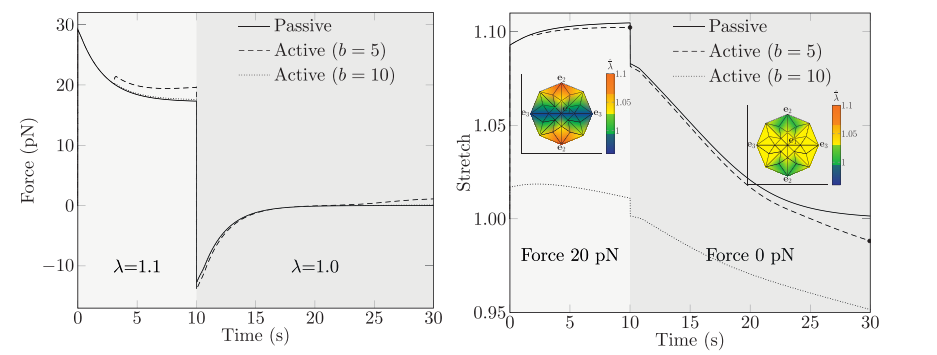 30
20
10
0
−10
Force (pN)
0
5
10
15
20
25
30
Time (s)
Passive
Active (b = 5)
Active (b = 10)
λ=1.1
λ=1.0
1.10
1.05
1.00
0.95
Stretch
0
5
10
15
20
25
30
Time (s)
Passive
Active (b = 5)
Active (b = 10)
e2
e3
e3
e2
λ̄
1.1
1.05
1
e2
e3
e3
e2
λ̄
1.1
1.05
1
Force 20 pN
Force 0 pN